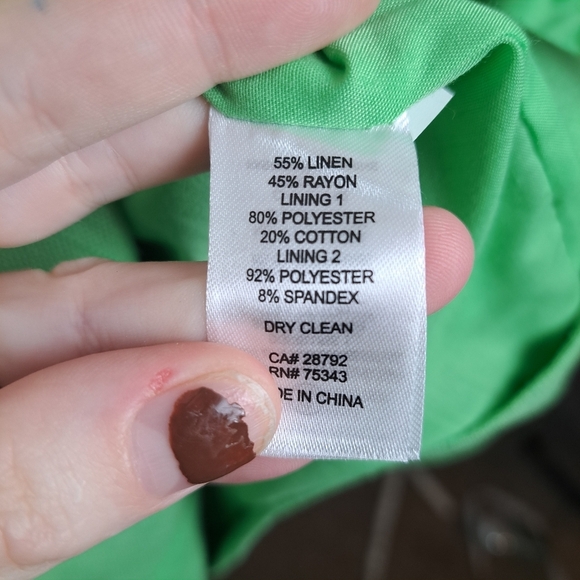 55% LINEN
45% RAYON
LINING 1
80% POLYESTER
20% COTTON
LINING 2
92% POLYESTER
8% SPANDEX
DRY CLEAN
CA# 28792
RN# 75343
DE IN CHINA